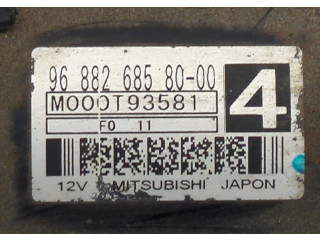 96 882 685 80-00
M000T93581
4
F0 11
12V MITSUBISHI JAPON